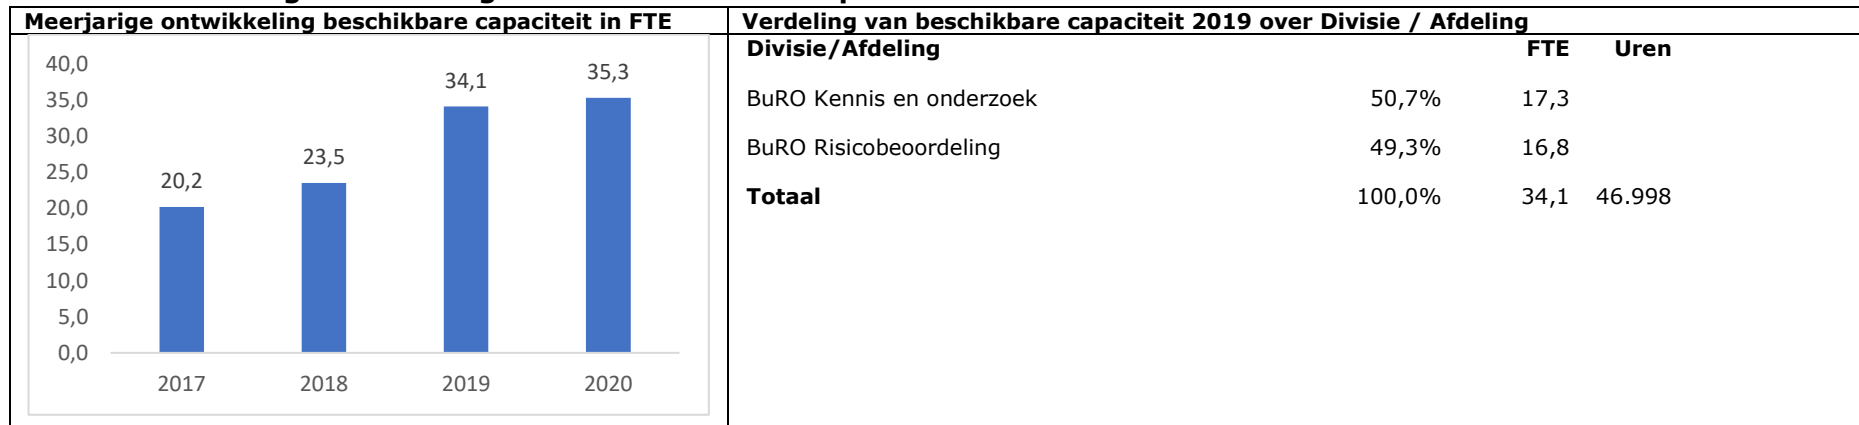 Meerjarige ontwikkeling beschikbare capaciteit in FTE
40,0
35,0
30,0
25,0
20,0
15,0
10,0
5,0
0,0
20,2
23,5
34,1
35,3
2017 2018 2019 2020
Verdeling van beschikbare capaciteit 2019 over Divisie / Afdeling
Divisie/Afdeling FTE Uren
BuRO Kennis en onderzoek 50,7% 17,3
BuRO Risicobeoordeling 49,3% 16,8
Totaal 100,0% 34,1 46.998